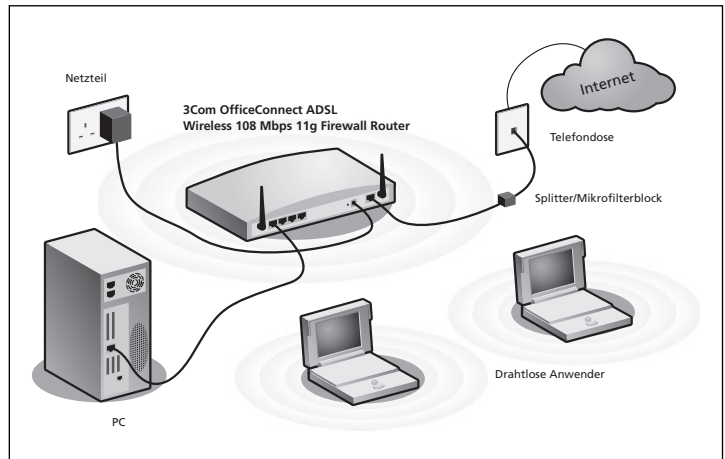 Netzteil
3Com OfficeConnect ADSL
Wireless 108 Mbps 11g Firewall Router
Internet
Telefondose
Splitter/Mikrofilterblock
Drahtlose Anwender
PC